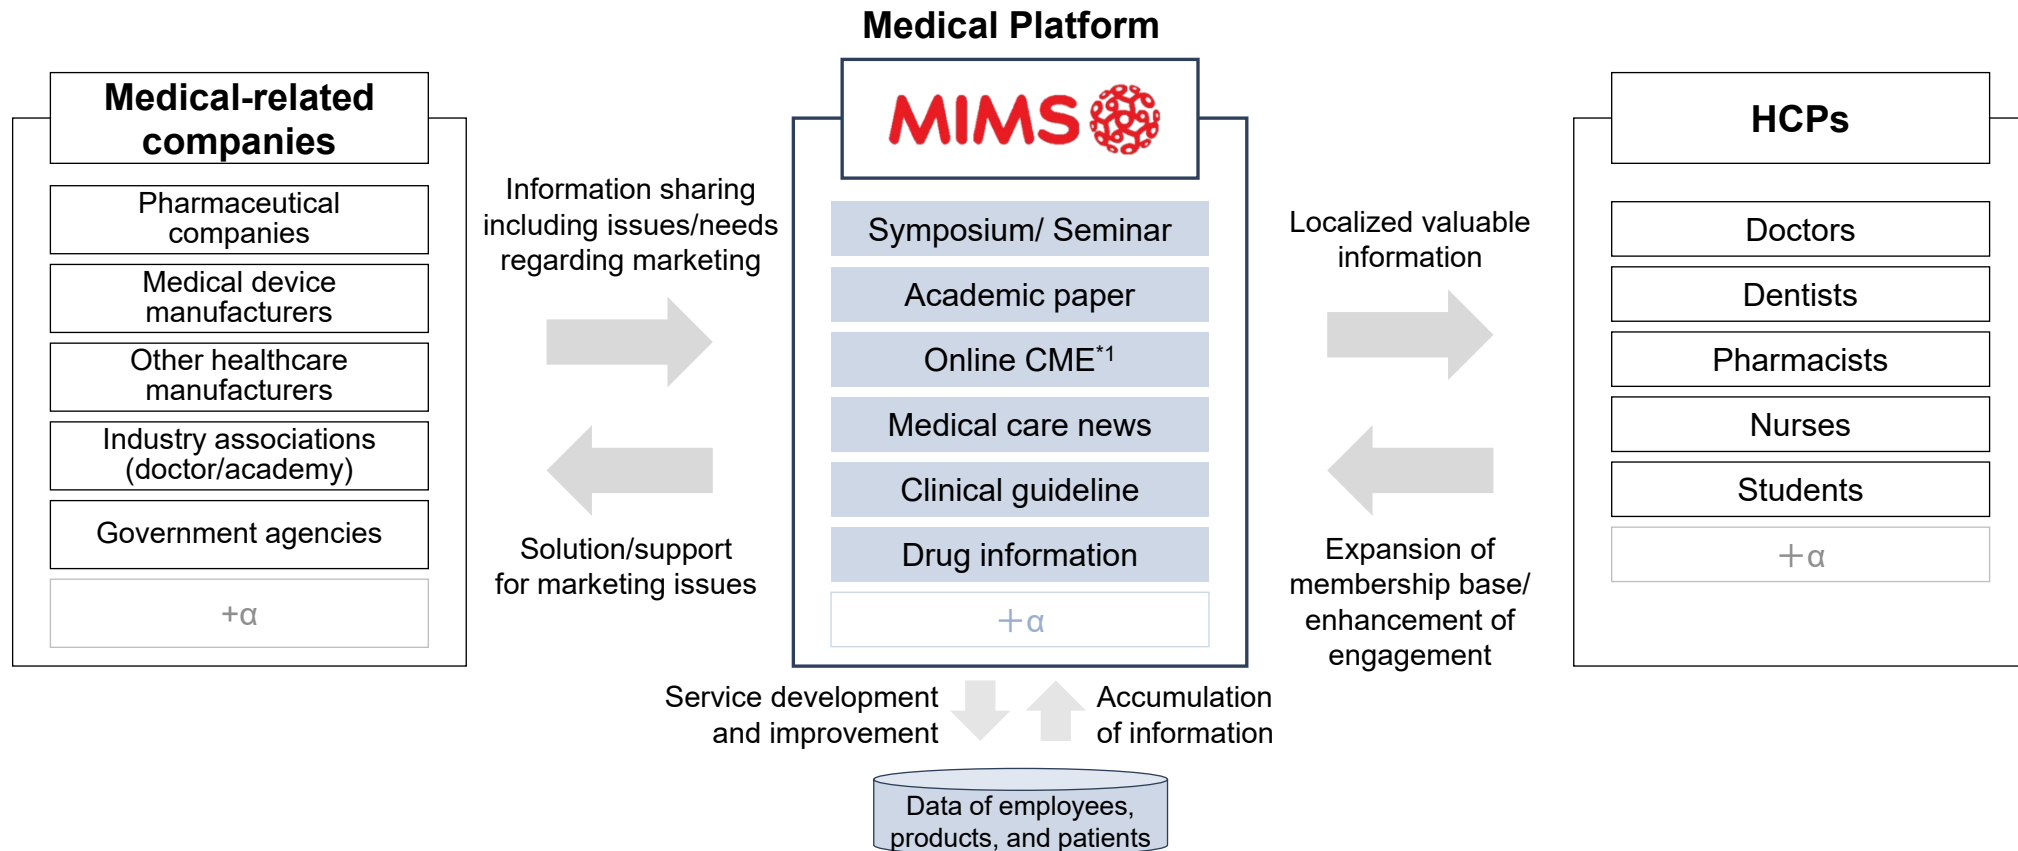 Medical Platform
Medical-related
companies
Pharmaceutical
companies
Medical device
manufacturers
Other healthcare
manufacturers
Industry associations
(doctor/academy)
Government agencies
+α
Information sharing
including issues/needs
regarding marketing
Solution/support
for marketing issues
MIMS
Symposium/ Seminar
Academic paper
Online CME*1
Medical care news
Clinical guideline
Drug information
+α
Localized valuable
information
Expansion of
membership base/
enhancement of
engagement
HCPs
Doctors
Dentists
Pharmacists
Nurses
Students
+α
Service development
and improvement
Accumulation
of information
Data of employees,
products, and patients